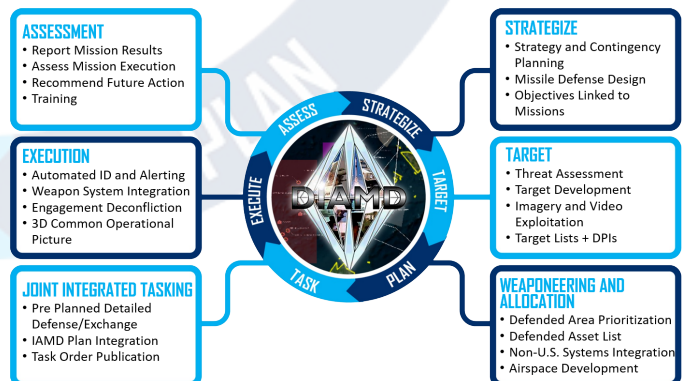 ASSESSMENT
• Report Mission Results
• Assess Mission Execution
• Recommend Future Action
• Training
EXECUTION
• Automated ID and Alerting
• Weapon System Integration
• Engagement Deconfliction
• 3D Common Operational
Picture
JOINT INTEGRATED TASKING
• Pre Planned Detailed
Defense/Exchange
• IAMD Plan Integration
• Task Order Publication
PLAN
ASSESS
STRATEGIZE
TARGET
PLAN
TASK
EXECUTE
DIAMD
STRATEGIZE
• Strategy and Contingency
Planning
• Missile Defense Design
• Objectives Linked to
Missions
TARGET
• Threat Assessment
• Target Development
• Imagery and Video
Exploitation
• Target Lists + DPIs
WEAPONEERING AND
ALLOCATION
• Defended Area Prioritization
• Defended Asset List
• Non-U.S. Systems Integration
• Airspace Development